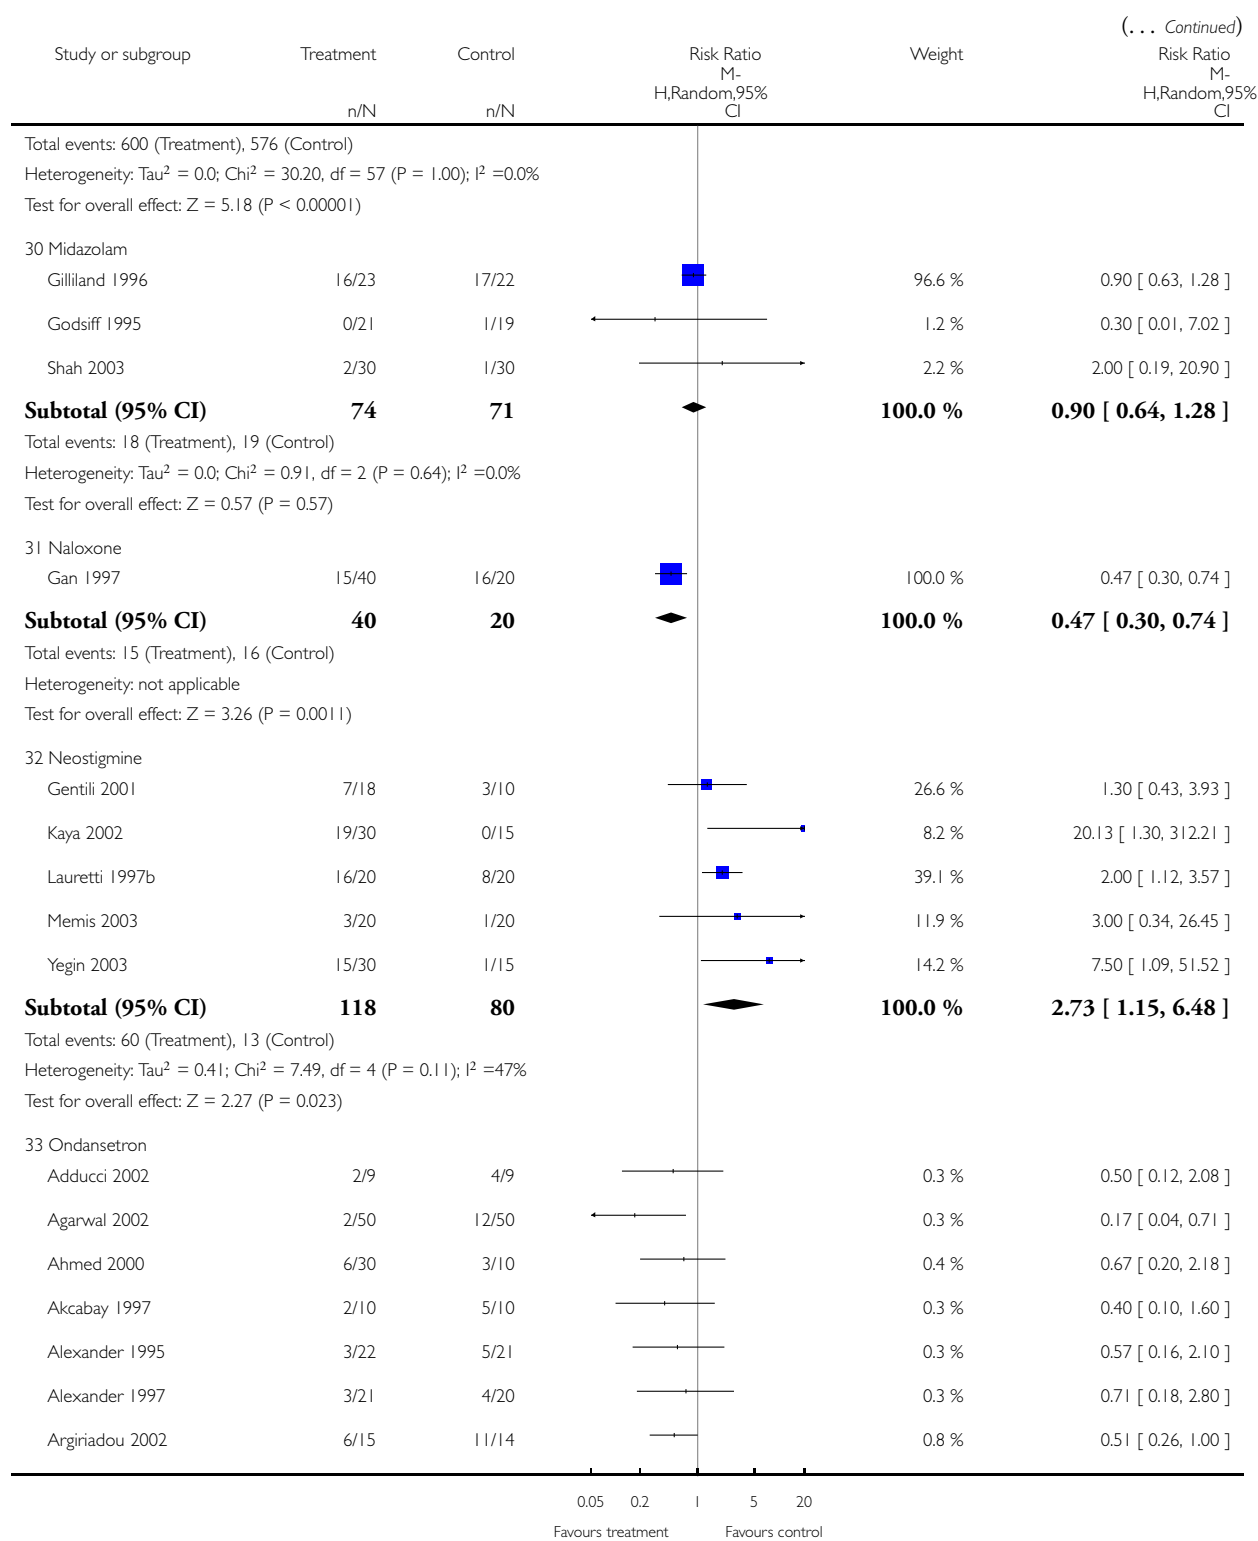 (... Continued)
Study or subgroup Treatment Control Risk Ratio Weight Risk Ratio
M- M-
H,Random,95% H,Random,95%
n/N n/N CI CI
Total events: 600 (Treatment), 576 (Control)
Heterogeneity: Tau² = 0.0; Chi² = 30.20, df = 57 (P = 1.00); I² =0.0%
Test for overall effect: Z = 5.18 (P < 0.00001)
30 Midazolam
Gilliland 1996 16/23 17/22 96.6 % 0.90 [ 0.63, 1.28 ]
Godsiff 1995 0/21 1/19 1.2 % 0.30 [ 0.01, 7.02 ]
Shah 2003 2/30 1/30 2.2 % 2.00 [ 0.19, 20.90 ]
Subtotal (95% CI) 74 71 100.0 % 0.90 [ 0.64, 1.28 ]
Total events: 18 (Treatment), 19 (Control)
Heterogeneity: Tau² = 0.0; Chi² = 0.91, df = 2 (P = 0.64); I² =0.0%
Test for overall effect: Z = 0.57 (P = 0.57)
31 Naloxone
Gan 1997 15/40 16/20 100.0 % 0.47 [ 0.30, 0.74 ]
Subtotal (95% CI) 40 20 100.0 % 0.47 [ 0.30, 0.74 ]
Total events: 15 (Treatment), 16 (Control)
Heterogeneity: not applicable
Test for overall effect: Z = 3.26 (P = 0.0011)
32 Neostigmine
Gentili 2001 7/18 3/10 26.6 % 1.30 [ 0.43, 3.93 ]
Kaya 2002 19/30 0/15 8.2 % 20.13 [ 1.30, 312.21 ]
Lauretti 1997b 16/20 8/20 39.1 % 2.00 [ 1.12, 3.57 ]
Memis 2003 3/20 1/20 11.9 % 3.00 [ 0.34, 26.45 ]
Yegin 2003 15/30 1/15 14.2 % 7.50 [ 1.09, 51.52 ]
Subtotal (95% CI) 118 80 100.0 % 2.73 [ 1.15, 6.48 ]
Total events: 60 (Treatment), 13 (Control)
Heterogeneity: Tau² = 0.41; Chi² = 7.49, df = 4 (P = 0.11); I² =47%
Test for overall effect: Z = 2.27 (P = 0.023)
33 Ondansetron
Adducci 2002 2/9 4/9 0.3 % 0.50 [ 0.12, 2.08 ]
Agarwal 2002 2/50 12/50 0.3 % 0.17 [ 0.04, 0.71 ]
Ahmed 2000 6/30 3/10 0.4 % 0.67 [ 0.20, 2.18 ]
Akcabay 1997 2/10 5/10 0.3 % 0.40 [ 0.10, 1.60 ]
Alexander 1995 3/22 5/21 0.3 % 0.57 [ 0.16, 2.10 ]
Alexander 1997 3/21 4/20 0.3 % 0.71 [ 0.18, 2.80 ]
Argiriadou 2002 6/15 11/14 0.8 % 0.51 [ 0.26, 1.00 ]
0.05 0.2 1 5 20
Favours treatment Favours control